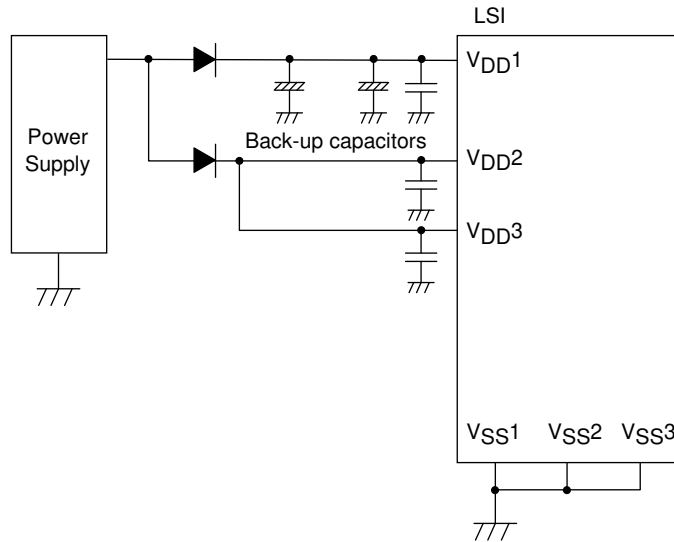 LSI
VDD1
Power
Supply
Back-up capacitors
VDD2
VDD3
VSS1 VSS2 VSS3